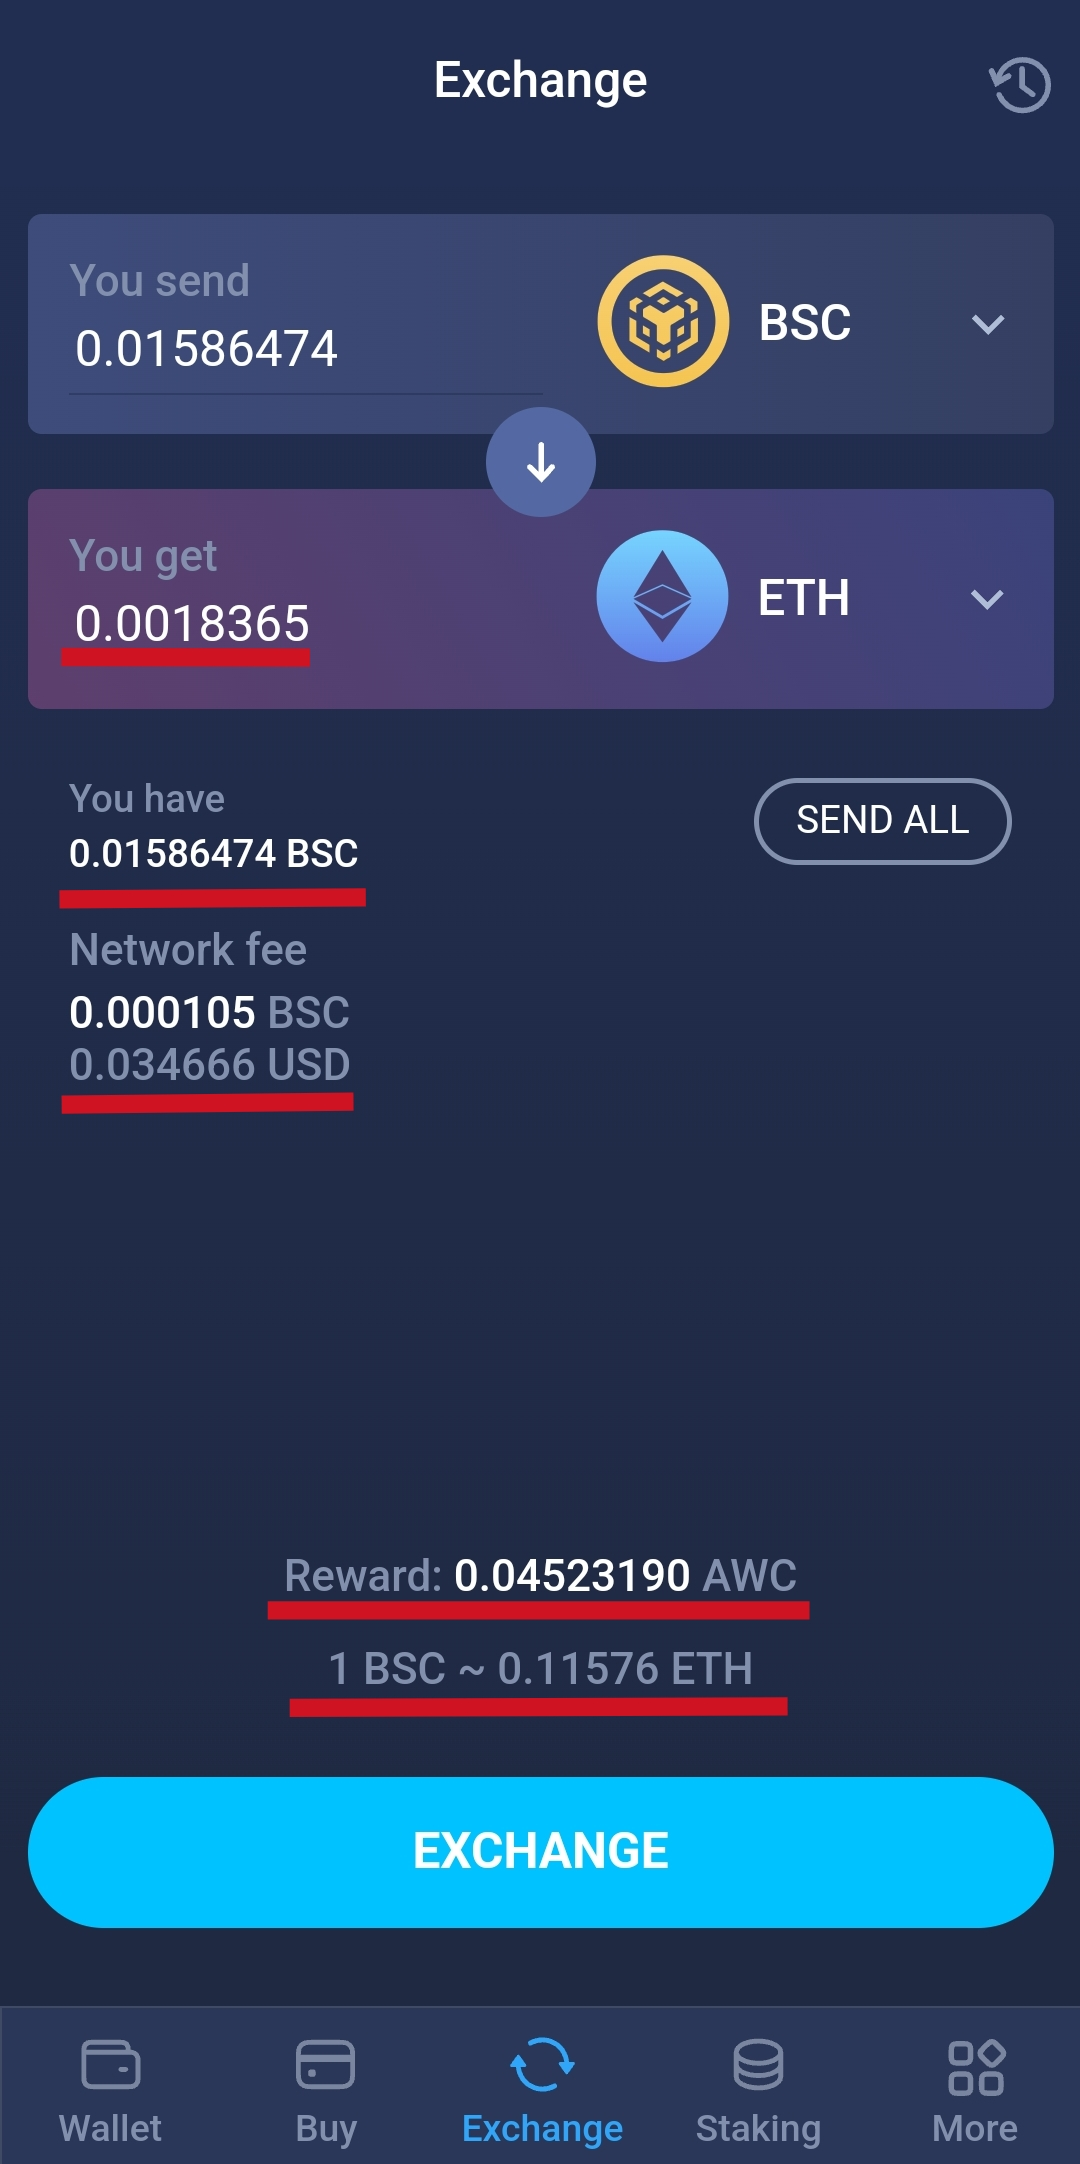 Exchange
You send
0.01586474
BSC
You get
0.0018365
ETH
You have
0.01586474 BSC
SEND ALL
Network fee
0.000105 BSC
0.034666 USD
Reward: 0.04523190 AWC
1 BSC ~ 0.11576 ETH
EXCHANGE
Wallet
Buy
Exchange
Staking
More